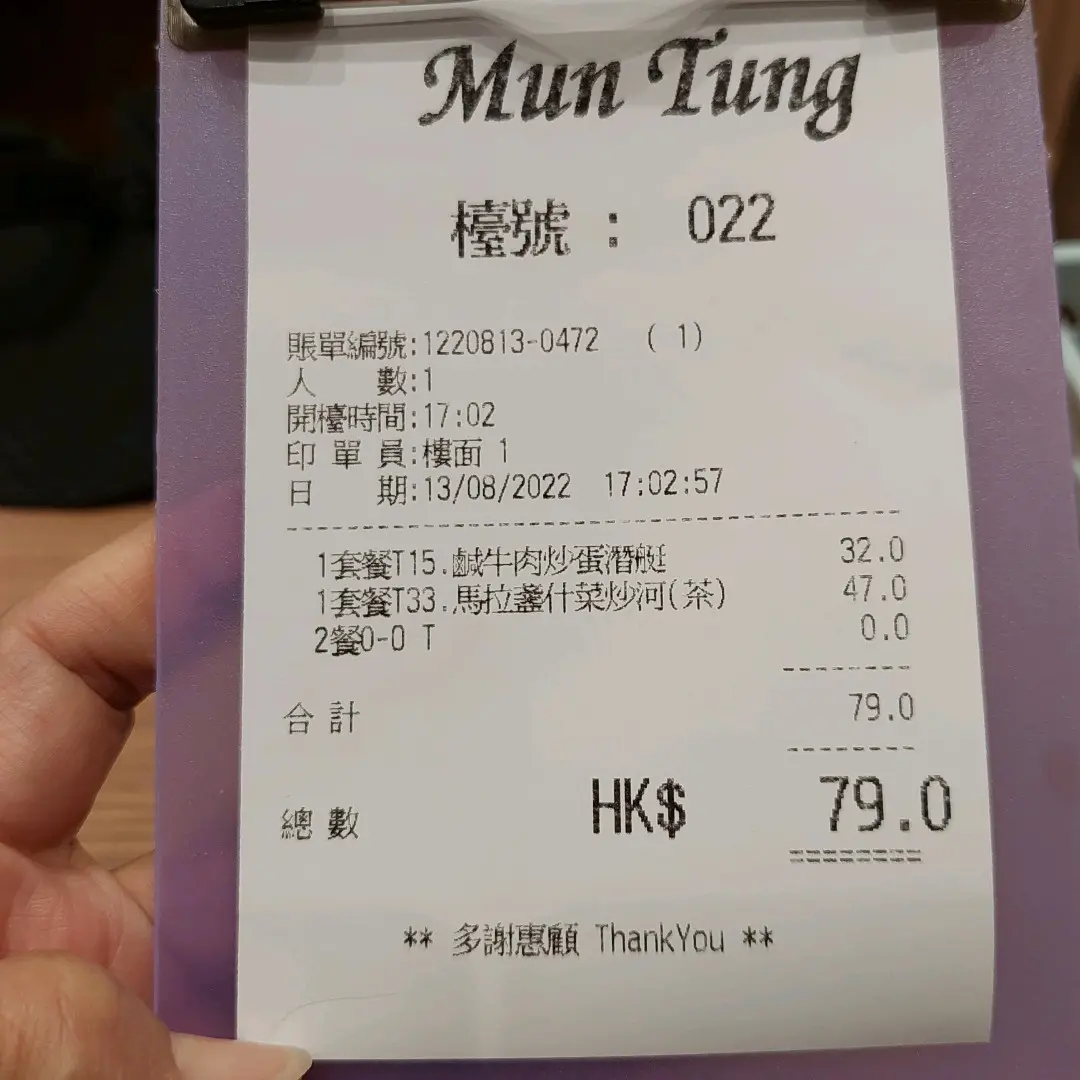 Mun Tung
檯號 : 022
賬單編號:1220813-0472 ( 1)
人 數:1
開檯時間:17:02
印 單 員:樓面 1
日 期:13/08/2022 17:02:57
1套餐T15.鹹牛肉炒蛋潛艇 32.0
1套餐T33.馬拉盞什菜炒河(茶) 47.0
2餐0-0 T 0.0
合 計 79.0
總 數 HK$ 79.0
** 多謝惠顧 ThankYou **